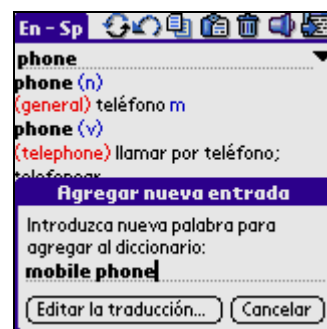 En - Sp
phone
phone (n)
(general) teléfono m
phone (v)
(telephone) llamar por teléfono;
telefonear
Agregar nueva entrada
Introduzca nueva palabra para
agregar al diccionario:
mobile phone
Editar la traducción... Cancelar